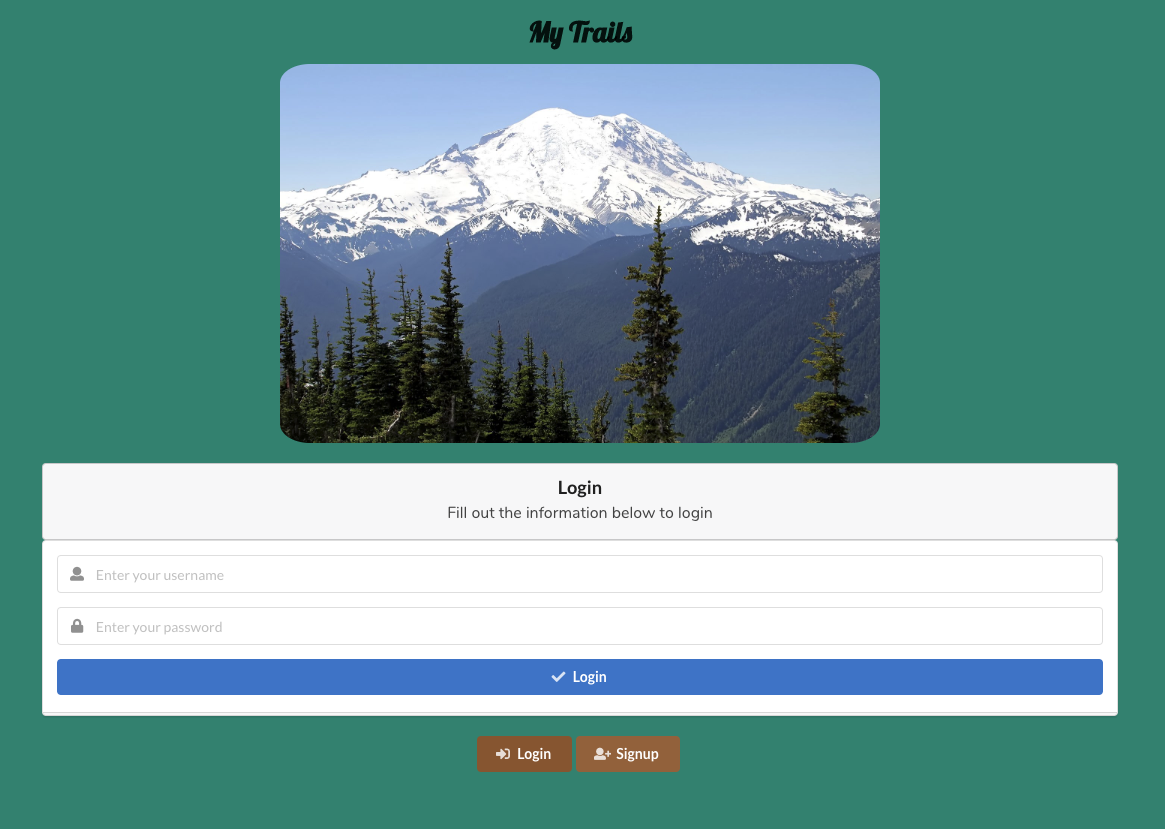 My Trails
Login
Fill out the information below to login
Enter your username
Enter your password
Login
Login Signup